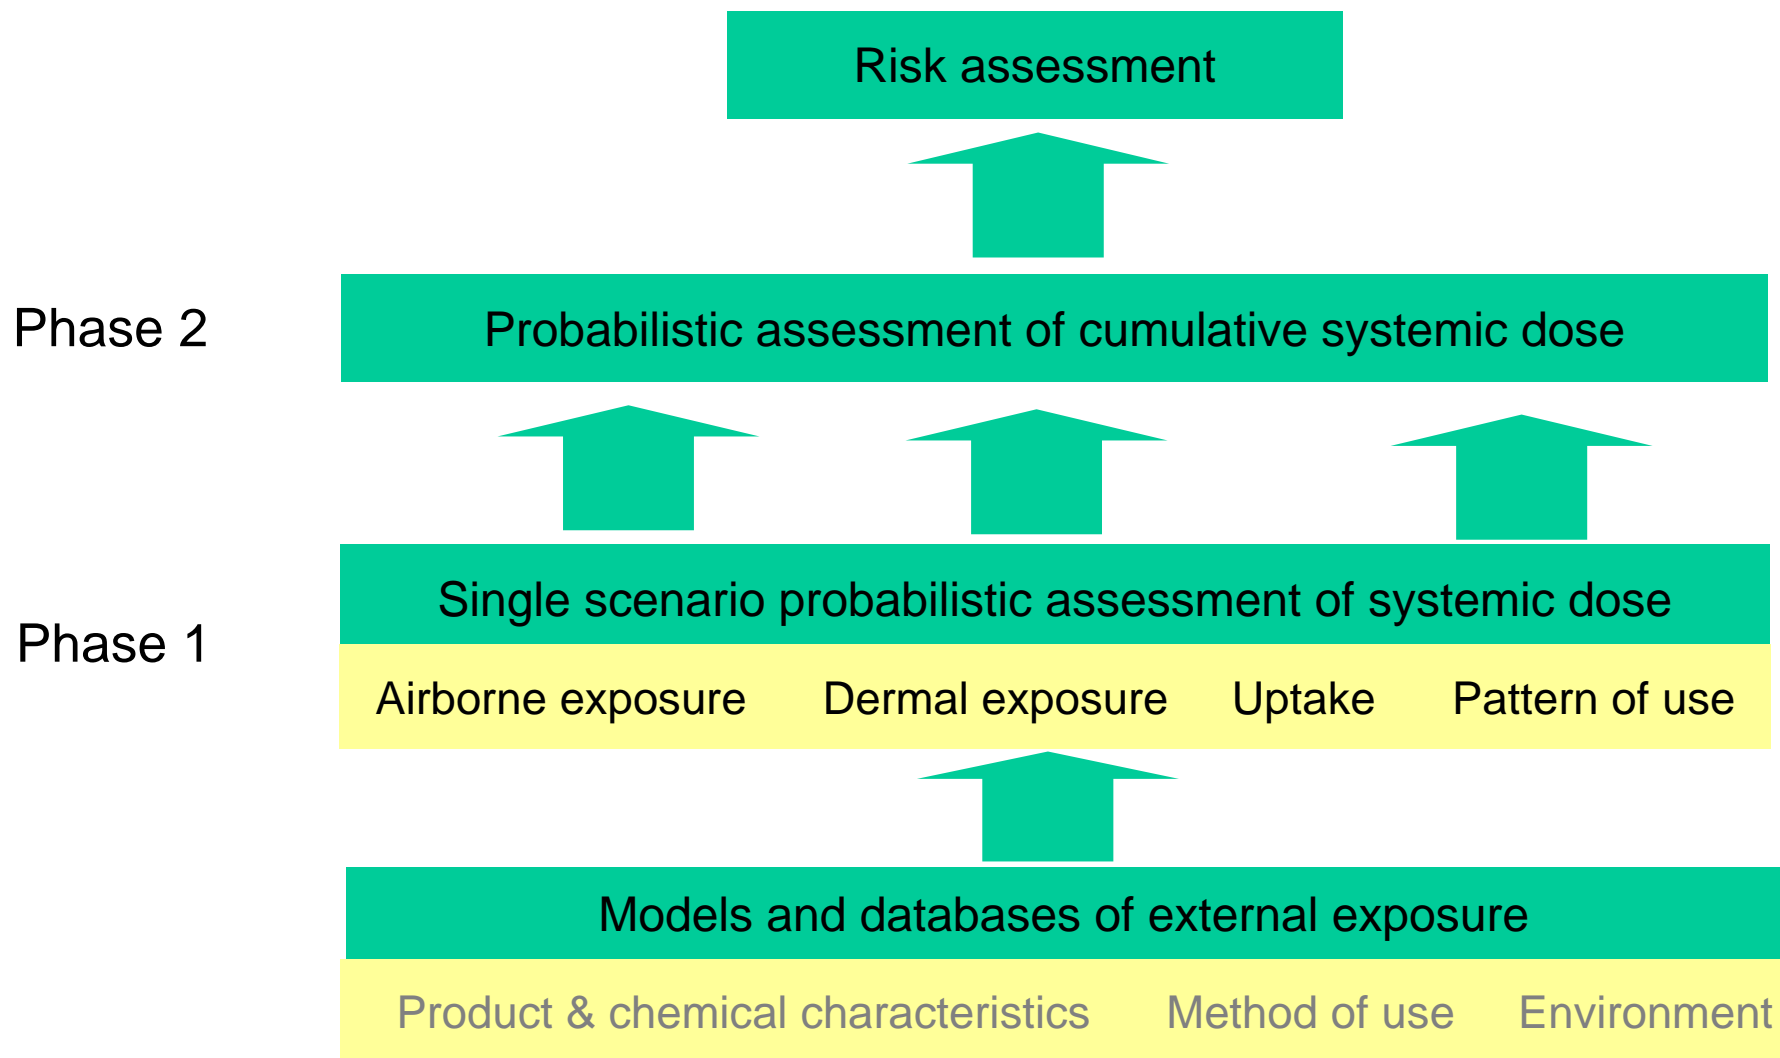 Risk assessment
Phase 2
Probabilistic assessment of cumulative systemic dose
Phase 1
Single scenario probabilistic assessment of systemic dose
Airborne exposure Dermal exposure Uptake Pattern of use
Models and databases of external exposure
Product & chemical characteristics Method of use Environment